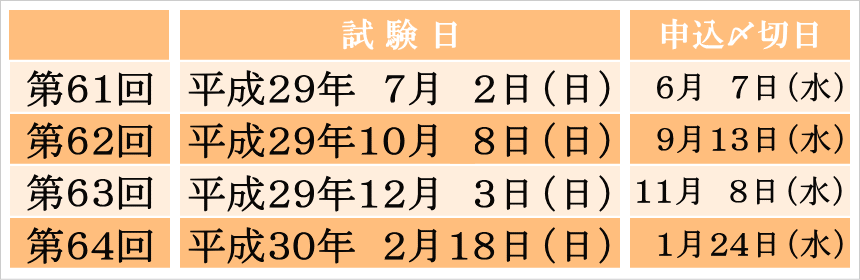 試験日 申込〆切日
第61回 平成29年 7月 2日(日) 6月 7日(水)
第62回 平成29年10月 8日(日) 9月13日(水)
第63回 平成29年12月 3日(日) 11月 8日(水)
第64回 平成30年 2月18日(日) 1月24日(水)